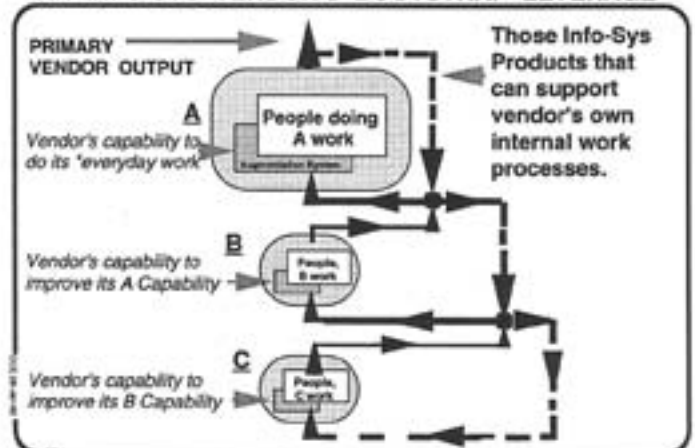 PRIMARY
VENDOR OUTPUT
Those Info-Sys
Products that
can support
vendor's own
internal work
processes.
A
People doing
A work
Augmentation System
Vendor's capability to
do its "everyday work
B
People,
B work
Vendor's capability to
improve its A Capability
C
People,
C work
Vendor's capability to
improve its B Capability